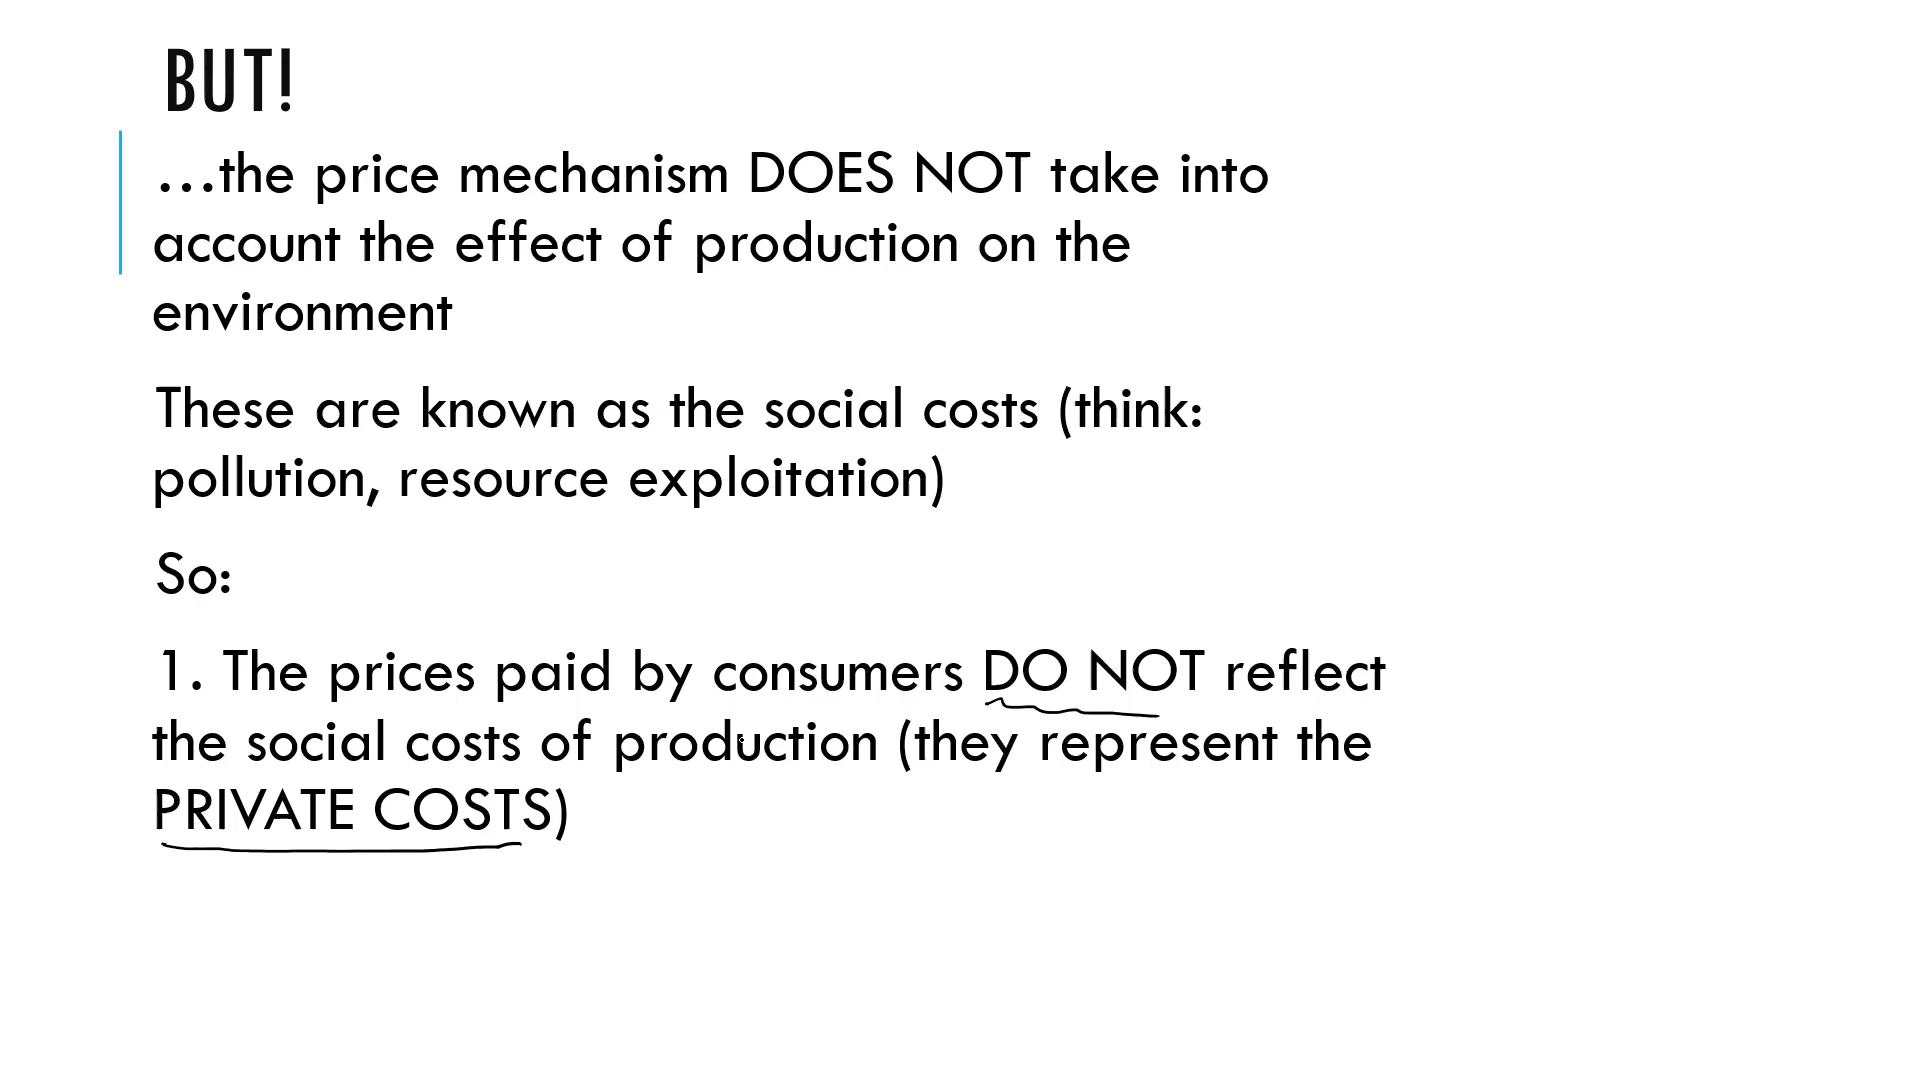 BUT!
...the price mechanism DOES NOT take into
account the effect of production on the
environment
These are known as the social costs (think:
pollution, resource exploitation)
So:
1. The prices paid by consumers DO NOT reflect
the social costs of production (they represent the
PRIVATE COSTS)